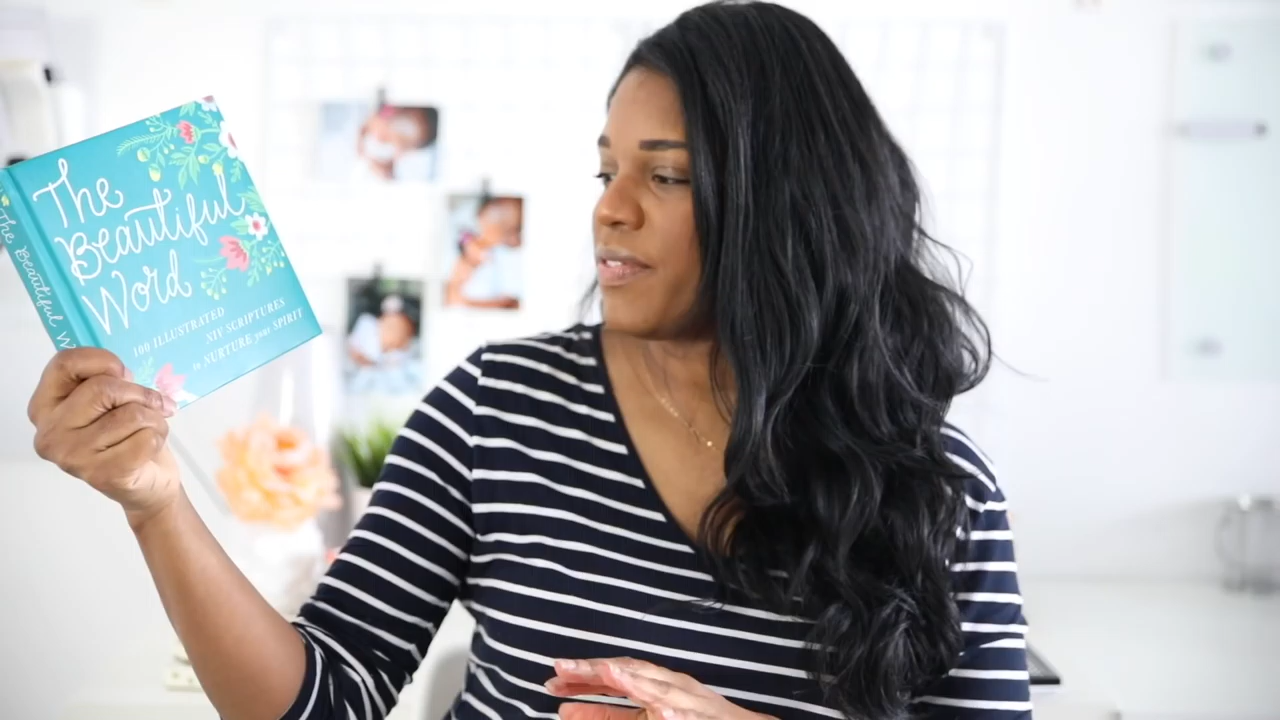 The
Beautiful
Word
100 ILLUSTRATED
NIV SCRIPTURES
to NURTURE your SPIRIT
The Beautiful W